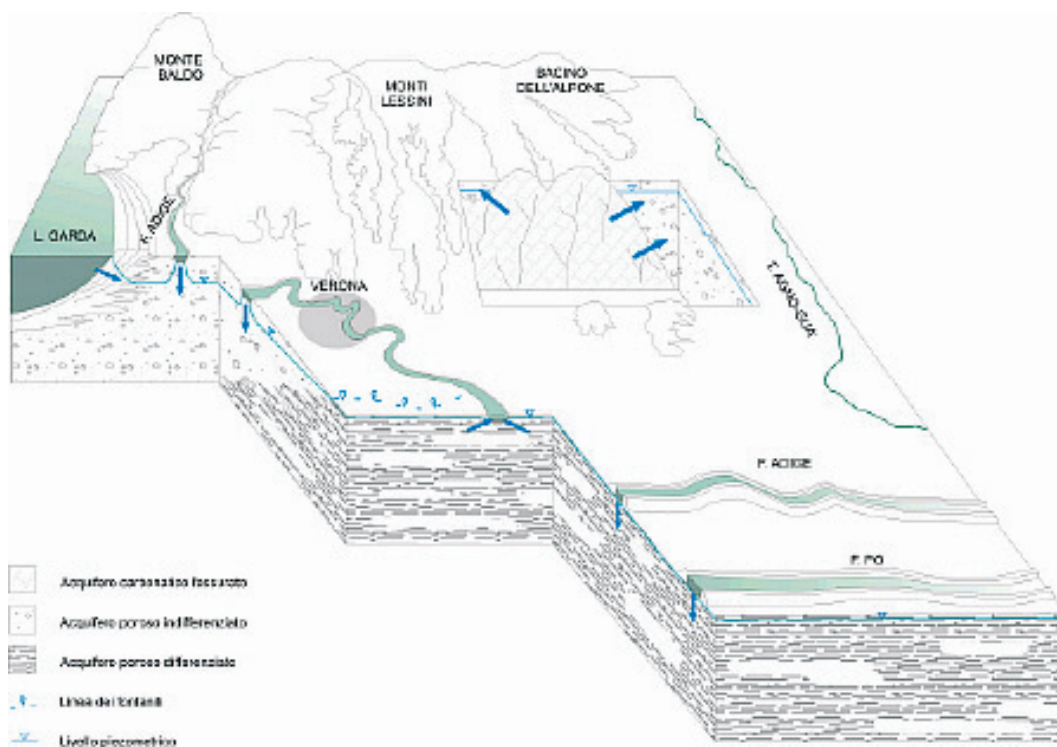 MONTE
BALDO
MONTI
LESSINI
BACINO
DELL'ALPONE
L. GARDA
F. ADIGE
VERONA
T. AGNO-GUA'
F. ADIGE
F. PO
Acquifero carbonatico fessurato
Acquifero poroso indifferenziato
Acquifero poroso differenziato
Linea dei fontanili
Livello piezometrico